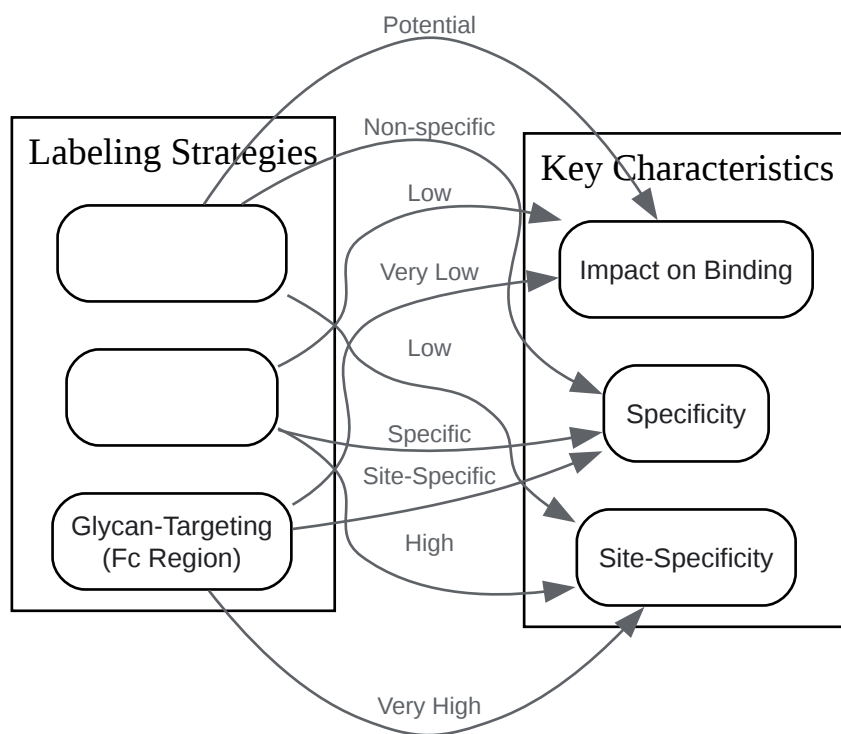 Potential
Non-specific
Labeling Strategies
Key Characteristics
Low
Very Low
Impact on Binding
Low
Specific
Specificity
Site-Specific
Glycan-Targeting
(Fc Region)
High
Site-Specificity
Very High